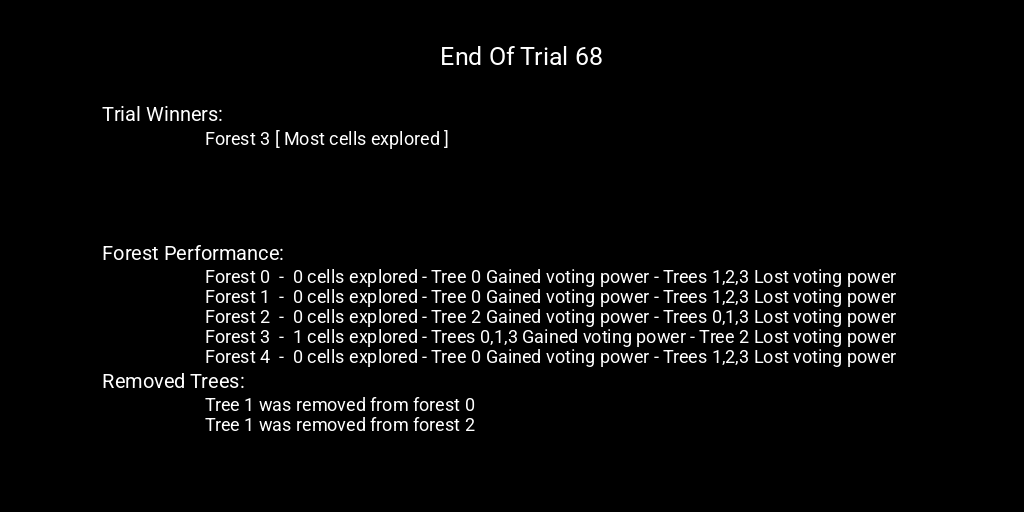 End Of Trial 68
Trial Winners:
Forest 3 [ Most cells explored ]
Forest Performance:
Forest 0  -  0 cells explored - Tree 0 Gained voting power - Trees 1,2,3 Lost voting power
Forest 1  -  0 cells explored - Tree 0 Gained voting power - Trees 1,2,3 Lost voting power
Forest 2  -  0 cells explored - Tree 2 Gained voting power - Trees 0,1,3 Lost voting power
Forest 3  -  1 cells explored - Trees 0,1,3 Gained voting power - Tree 2 Lost voting power
Forest 4  -  0 cells explored - Tree 0 Gained voting power - Trees 1,2,3 Lost voting power
Removed Trees:
Tree 1 was removed from forest 0
Tree 1 was removed from forest 2